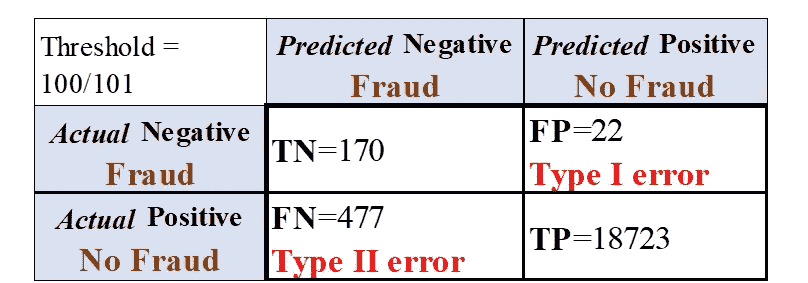 Threshold =
100/101
Predicted Negative
Fraud
Predicted Positive
No Fraud
Actual Negative
Fraud
TN=170
FP=22
Type I error
Actual Positive
No Fraud
FN=477
Type II error
TP=18723